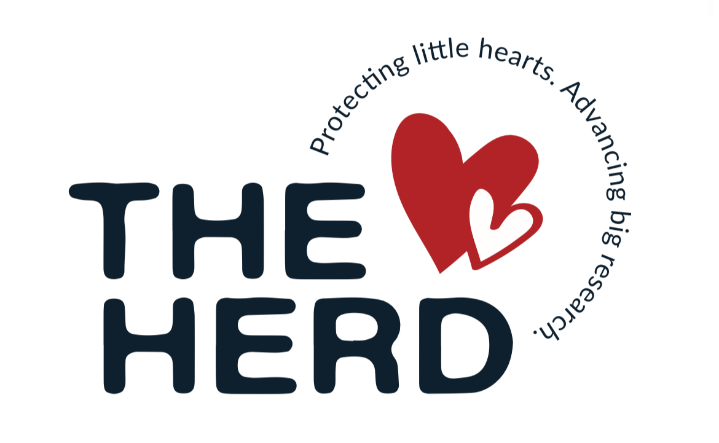 Protecting little hearts. Advancing big research.
THE
HERD